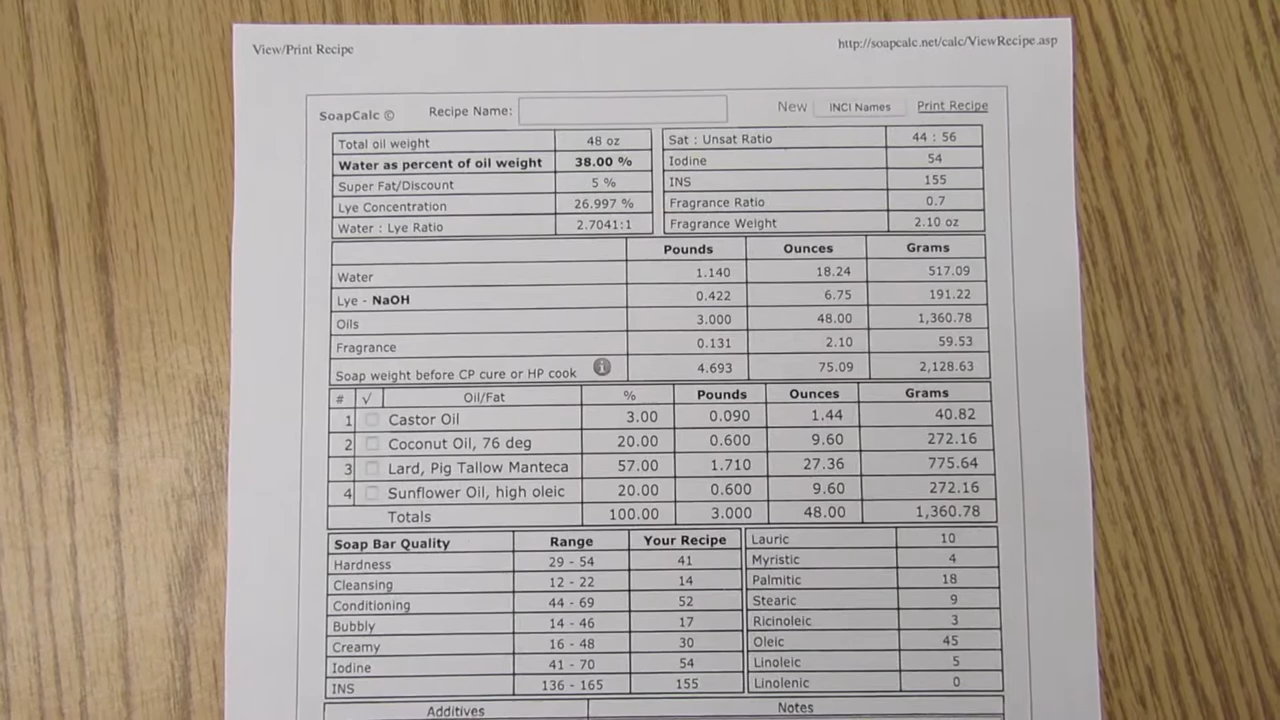 View/Print Recipe http://soapcalc.net/calc/ViewRecipe.asp
SoapCalc © Recipe Name: New INCI Names Print Recipe
Total oil weight 48 oz Sat : Unsat Ratio 44 : 56
Water as percent of oil weight 38.00 % Iodine 54
Super Fat/Discount 5 % INS 155
Lye Concentration 26.997 % Fragrance Ratio 0.7
Water : Lye Ratio 2.7041:1 Fragrance Weight 2.10 oz
Pounds Ounces Grams
Water 1.140 18.24 517.09
Lye - NaOH 0.422 6.75 191.22
Oils 3.000 48.00 1,360.78
Fragrance 0.131 2.10 59.53
Soap weight before CP cure or HP cook i 4.693 75.09 2,128.63
# √ Oil/Fat % Pounds Ounces Grams
1 Castor Oil 3.00 0.090 1.44 40.82
2 Coconut Oil, 76 deg 20.00 0.600 9.60 272.16
3 Lard, Pig Tallow Manteca 57.00 1.710 27.36 775.64
4 Sunflower Oil, high oleic 20.00 0.600 9.60 272.16
Totals 100.00 3.000 48.00 1,360.78
Soap Bar Quality Range Your Recipe Lauric 10
Hardness 29 - 54 41 Myristic 4
Cleansing 12 - 22 14 Palmitic 18
Conditioning 44 - 69 52 Stearic 9
Bubbly 14 - 46 17 Ricinoleic 3
Creamy 16 - 48 30 Oleic 45
Iodine 41 - 70 54 Linoleic 5
INS 136 - 165 155 Linolenic 0
Additives Notes